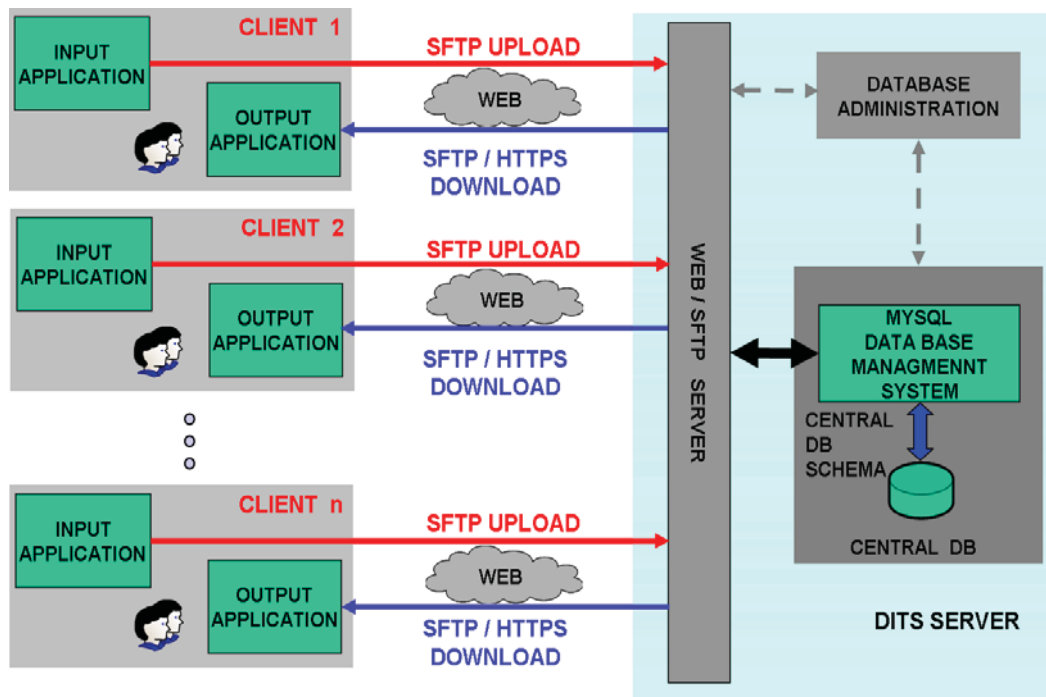 CLIENT 1
INPUT
APPLICATION
OUTPUT
APPLICATION
SFTP UPLOAD
WEB
SFTP / HTTPS
DOWNLOAD
CLIENT 2
INPUT
APPLICATION
OUTPUT
APPLICATION
SFTP UPLOAD
WEB
SFTP / HTTPS
DOWNLOAD
CLIENT n
INPUT
APPLICATION
OUTPUT
APPLICATION
SFTP UPLOAD
WEB
SFTP / HTTPS
DOWNLOAD
WEB / SFTP SERVER
DATABASE
ADMINISTRATION
MYSQL
DATA BASE
MANAGMENNT
SYSTEM
CENTRAL
DB
SCHEMA
CENTRAL DB
DITS SERVER